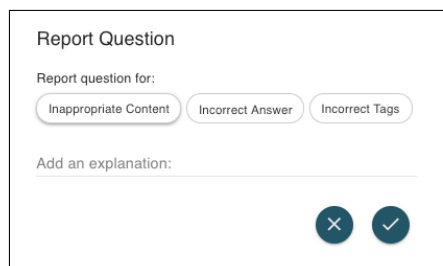 Report Question
Report question for:
Inappropriate Content Incorrect Answer Incorrect Tags
Add an explanation: